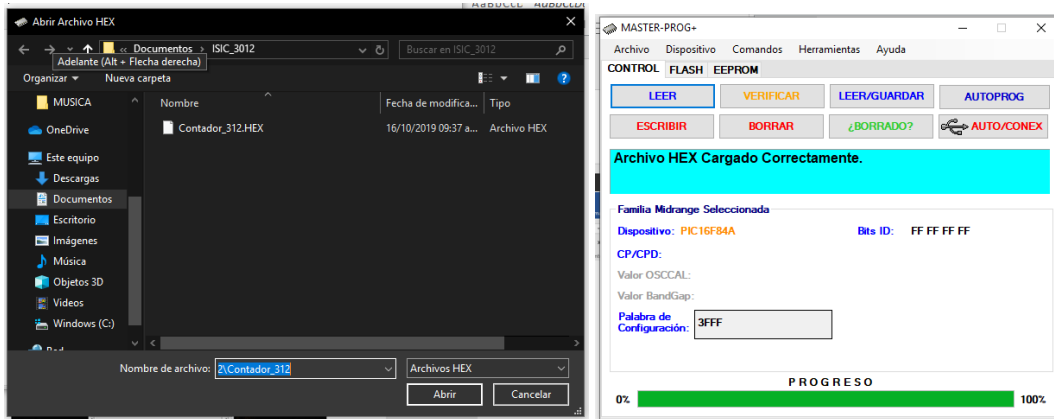 AaBbCcL AaBbCcDc
Abrir Archivo HEX
« Documentos › ISIC_3012
Buscar en ISIC_3012
Adelante (Alt + Flecha derecha)
Organizar
Nueva carpeta
MUSICA
OneDrive
Este equipo
Descargas
Documentos
Escritorio
Imágenes
Música
Objetos 3D
Videos
Windows (C:)
Red
Nombre
Fecha de modifica...
Tipo
Contador_312.HEX
16/10/2019 09:37 a...
Archivo HEX
Nombre de archivo:
2\Contador_312
Archivos HEX
Abrir
Cancelar
MASTER-PROG+
Archivo Dispositivo Comandos Herramientas Ayuda
CONTROL FLASH EEPROM
LEER VERIFICAR LEER/GUARDAR AUTOPROG
ESCRIBIR BORRAR ¿BORRADO? AUTO/CONEX
Archivo HEX Cargado Correctamente.
Familia Midrange Seleccionada
Dispositivo: PIC16F84A Bits ID: FF FF FF FF
CP/CPD:
Valor OSCCAL:
Valor BandGap:
Palabra de
Configuración: 3FFF
PROGRESO
0% 100%